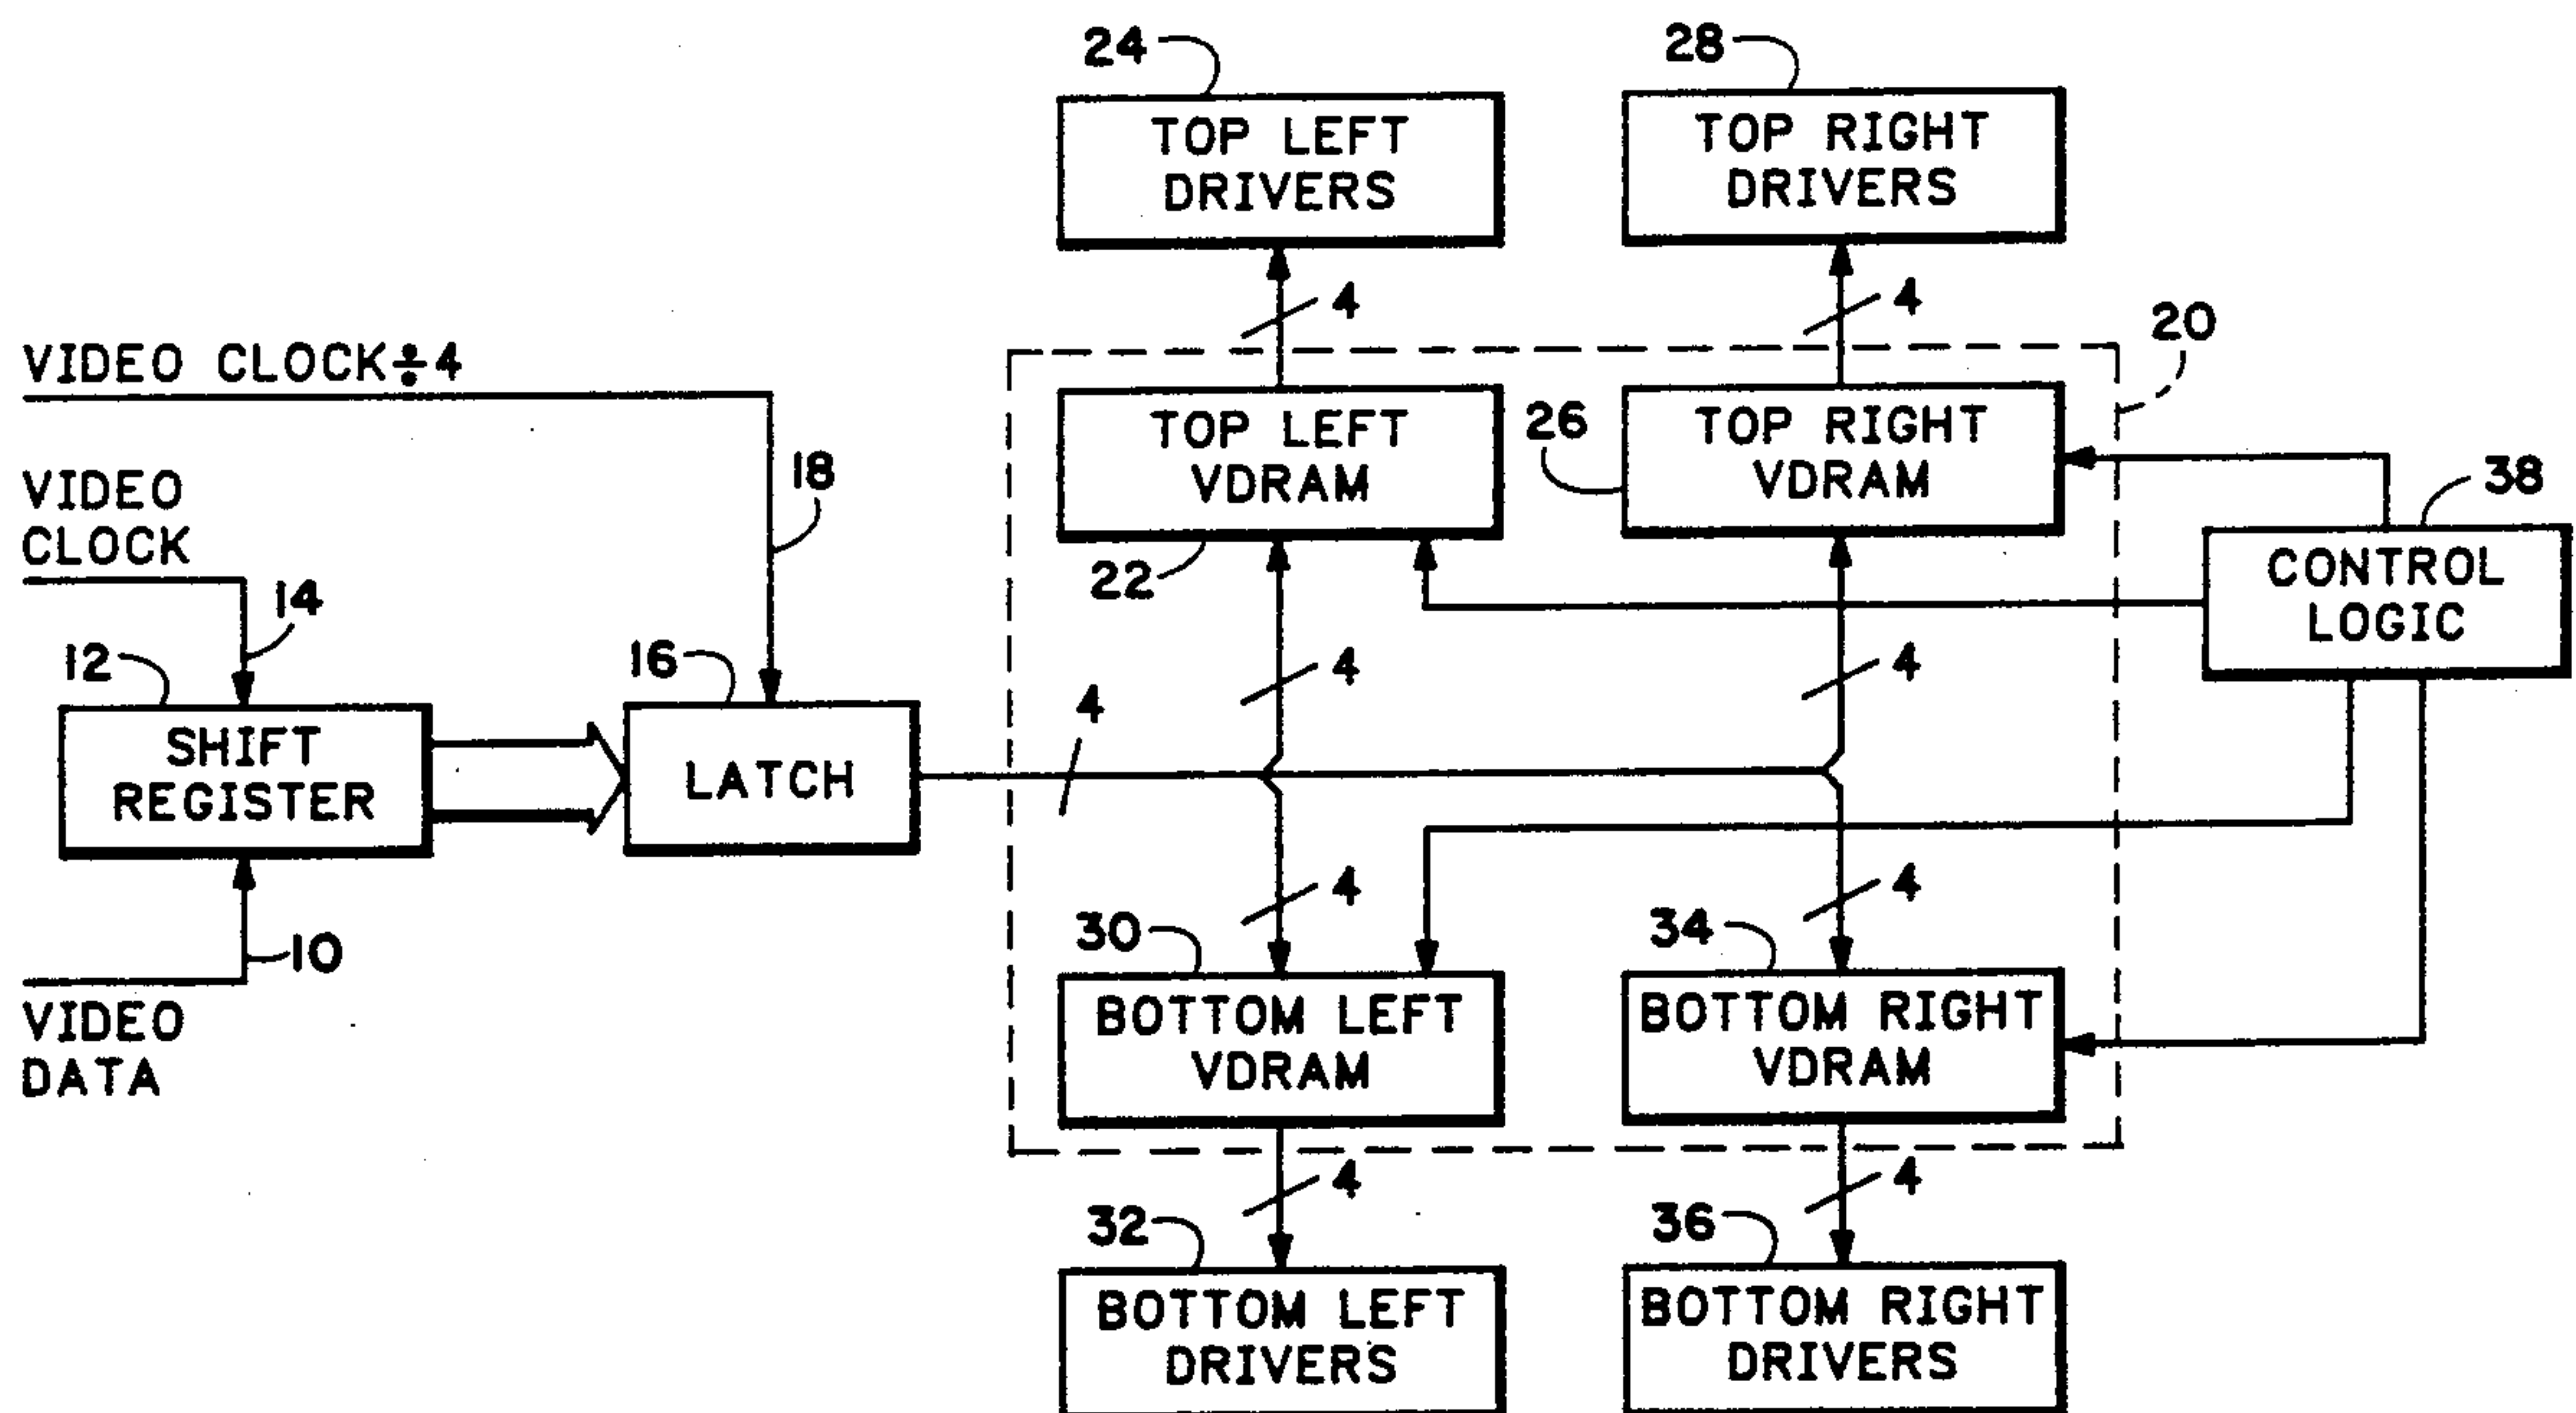 24
28
TOP LEFT
DRIVERS
TOP RIGHT
DRIVERS
4
4
20
VIDEO CLOCK÷4
VIDEO
CLOCK
18
14
TOP LEFT
VDRAM
22
26
TOP RIGHT
VDRAM
38
CONTROL
LOGIC
12
SHIFT
REGISTER
16
LATCH
4
4
4
10
VIDEO
DATA
4
4
30
BOTTOM LEFT
VDRAM
34
BOTTOM RIGHT
VDRAM
4
4
32
BOTTOM LEFT
DRIVERS
36
BOTTOM RIGHT
DRIVERS